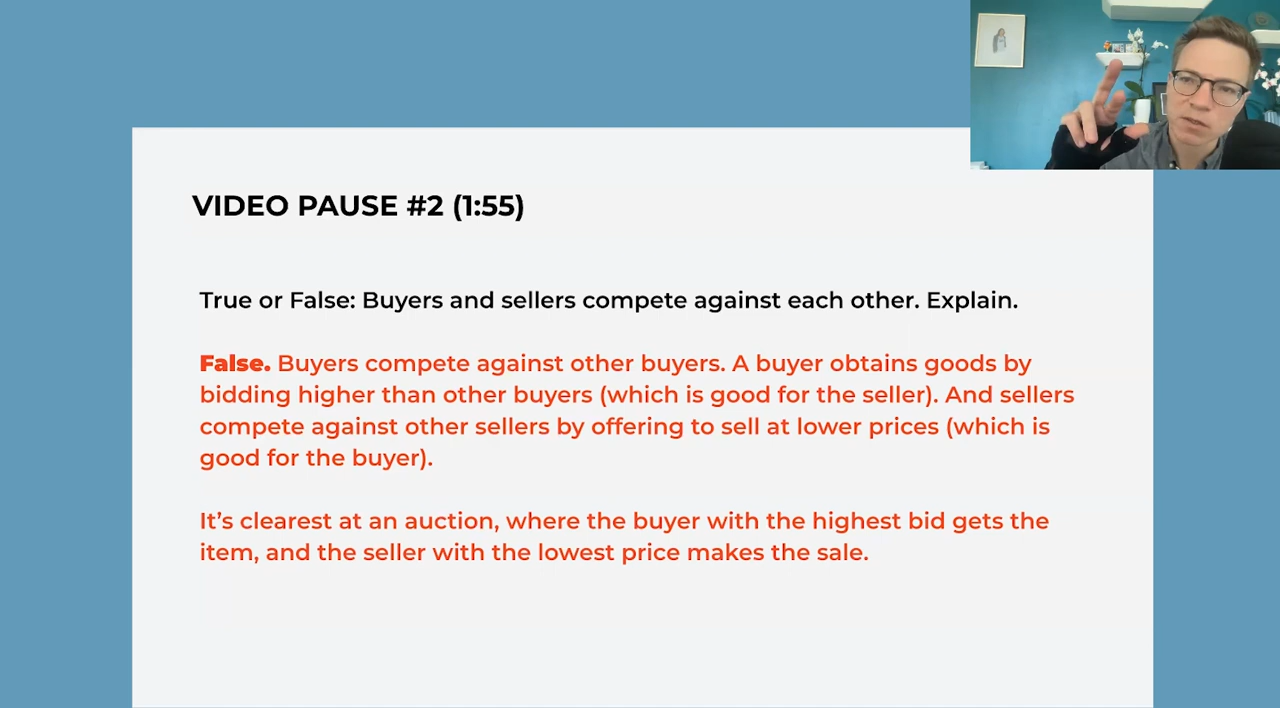 VIDEO PAUSE #2 (1:55)
True or False: Buyers and sellers compete against each other. Explain.
False. Buyers compete against other buyers. A buyer obtains goods by
bidding higher than other buyers (which is good for the seller). And sellers
compete against other sellers by offering to sell at lower prices (which is
good for the buyer).
It’s clearest at an auction, where the buyer with the highest bid gets the
item, and the seller with the lowest price makes the sale.